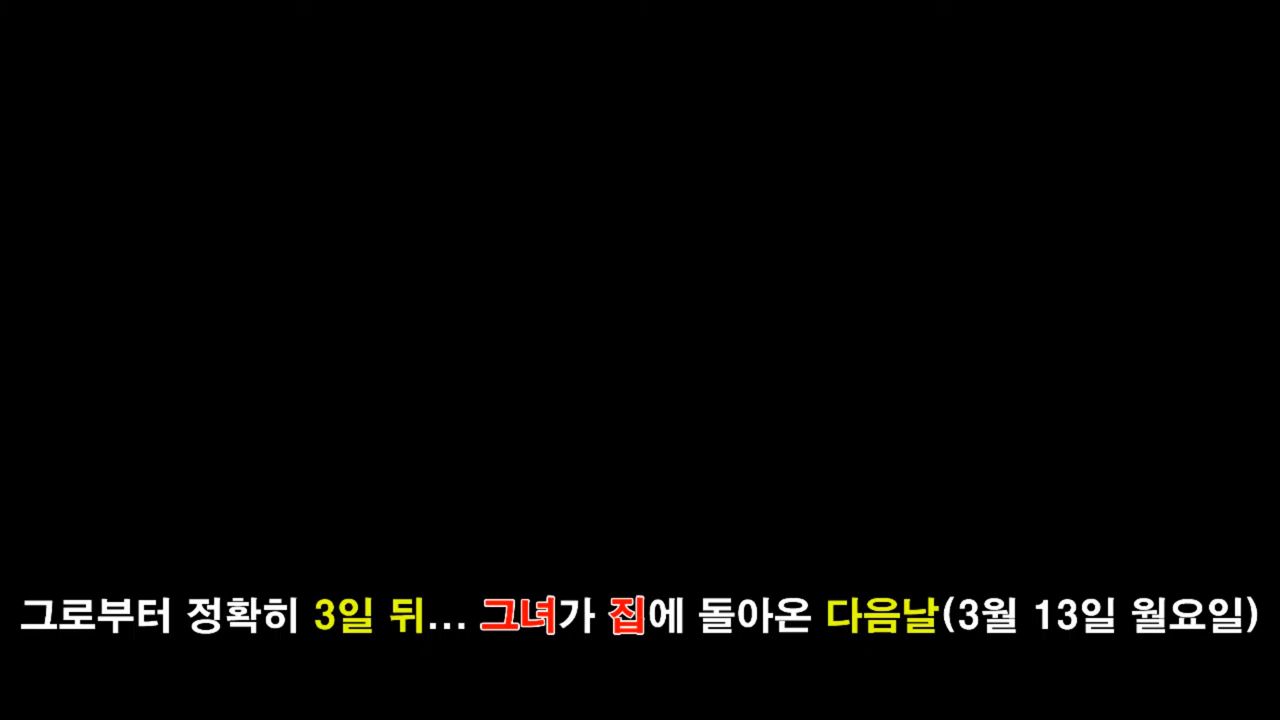 그로부터 정확히 3일 뒤... 그녀가 집에 돌아온 다음날(3월 13일 월요일)